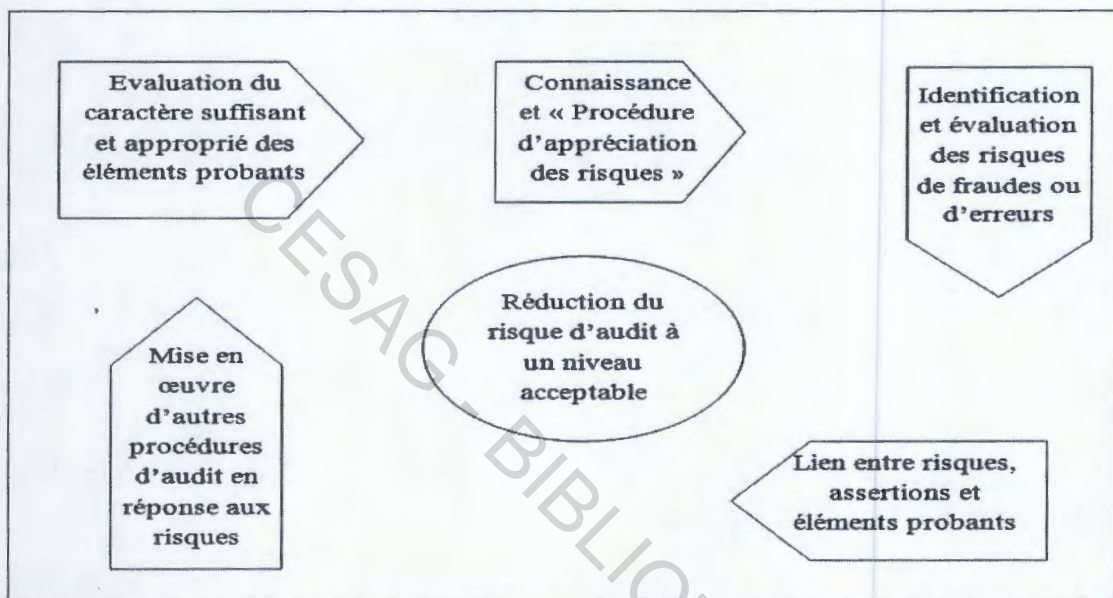 Evaluation du
caractère suffisant
et approprié des
éléments probants
Connaissance
et « Procédure
d'appréciation
des risques »
Identification
et évaluation
des risques
de fraudes ou
d'erreurs
Réduction du
risque d'audit à
un niveau
acceptable
Mise en
œuvre
d'autres
procédures
d'audit en
réponse aux
risques
Lien entre risques,
assertions et
éléments probants
CESAG - BIBLIO